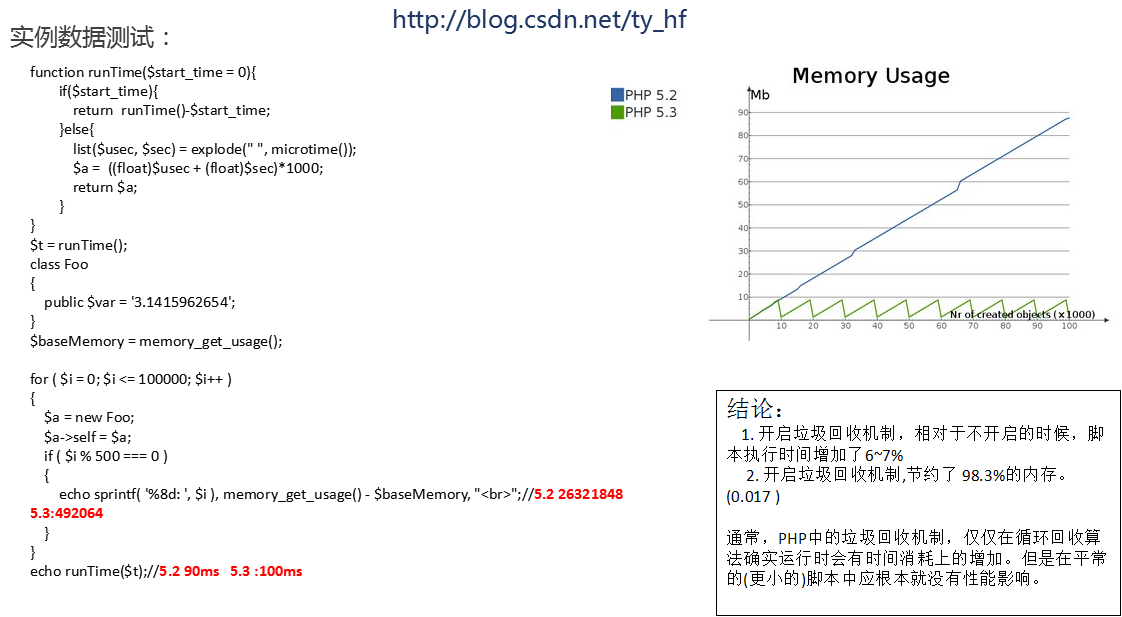 http://blog.csdn.net/ty_hf
实例数据测试：
function runTime($start_time = 0){
if($start_time){
return runTime()-$start_time;
}else{
list($usec, $sec) = explode(" ", microtime());
$a = ((float)$usec + (float)$sec)*1000;
return $a;
}
}
$t = runTime();
class Foo
{
public $var = '3.1415962654';
}
$baseMemory = memory_get_usage();
for ( $i = 0; $i <= 100000; $i++ )
{
$a = new Foo;
$a->self = $a;
if ( $i % 500 === 0 )
{
echo sprintf( '%8d: ', $i ), memory_get_usage() - $baseMemory, "<br>";//5.2 26321848
5.3:492064
}
}
echo runTime($t);//5.2 90ms 5.3 :100ms
Memory Usage
PHP 5.2
PHP 5.3
Mb
90
80
70
60
50
40
30
20
10
Nr of created objects (x1000)
10 20 30 40 50 60 70 80 90 100
结论：
1. 开启垃圾回收机制，相对于不开启的时候，脚
本执行时间增加了6~7%
2. 开启垃圾回收机制,节约了 98.3%的内存。
(0.017 )
通常，PHP中的垃圾回收机制，仅仅在循环回收算
法确实运行时会有时间消耗上的增加。但是在平常
的(更小的)脚本中应根本就没有性能影响。